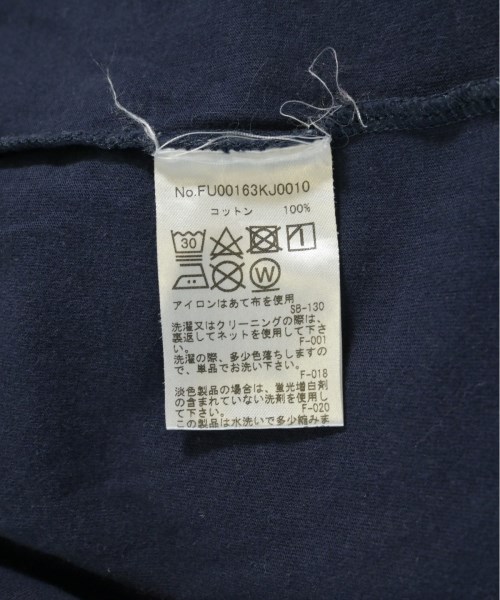 No.FU00163KJ0010
コットン 100%
30
W
アイロンはあて布を使用
SB-130
洗濯又はクリーニングの際は、
裏返してネットを使用して下さ
い。
F-001
洗濯の際、多少色落ちしますの
で、単品でお洗い下さい。
F-018
淡色製品の場合は、蛍光増白剤
の含まれていない洗剤を使用し
て下さい。
F-020
この製品は水洗いで多少縮みま